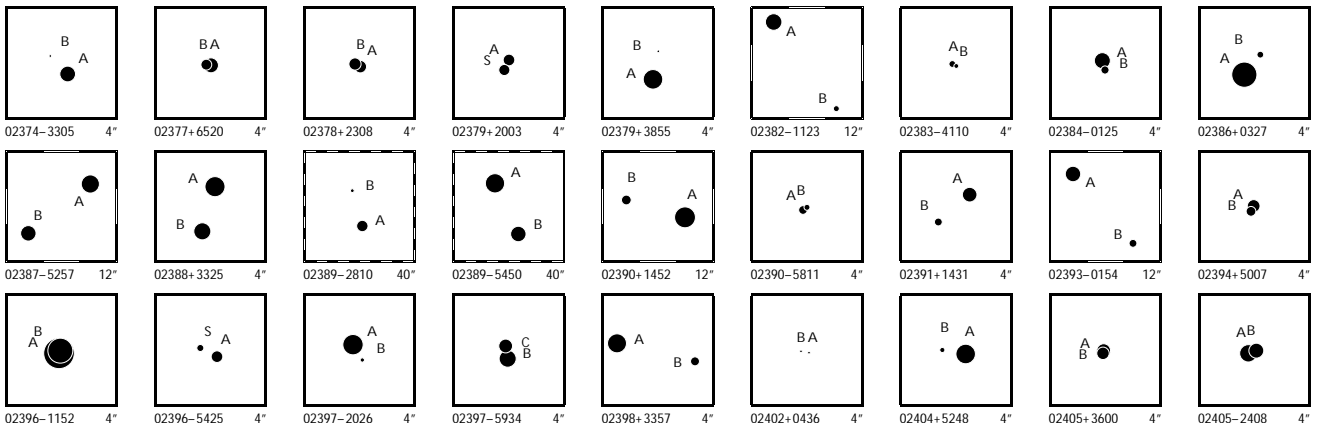 B
A
02374−3305 4″
B A
02377+6520 4″
B
A
02378+2308 4″
A
S
02379+2003 4″
B
A
02379+3855 4″
A
B
02382-1123 12″
A B
02383−4110 4″
A
B
02384-0125 4″
B
A
02386+0327 4″
A
B
02387−5257 12″
A
B
02388+3325 4″
B
A
02389−2810 40″
A
B
02389−5450 40″
B
A
02390+1452 12″
A B
02390−5811 4″
A
B
02391+1431 4″
A
B
02393−0154 12″
A
B
02394+5007 4″
B
A
02396−1152 4″
S
A
02396−5425 4″
A
B
02397−2026 4″
C
B
02397−5934 4″
A
B
02398+3357 4″
B A
02402+0436 4″
B
A
02404+5248 4″
A
B
02405+3600 4″
A B
02405−2408 4″